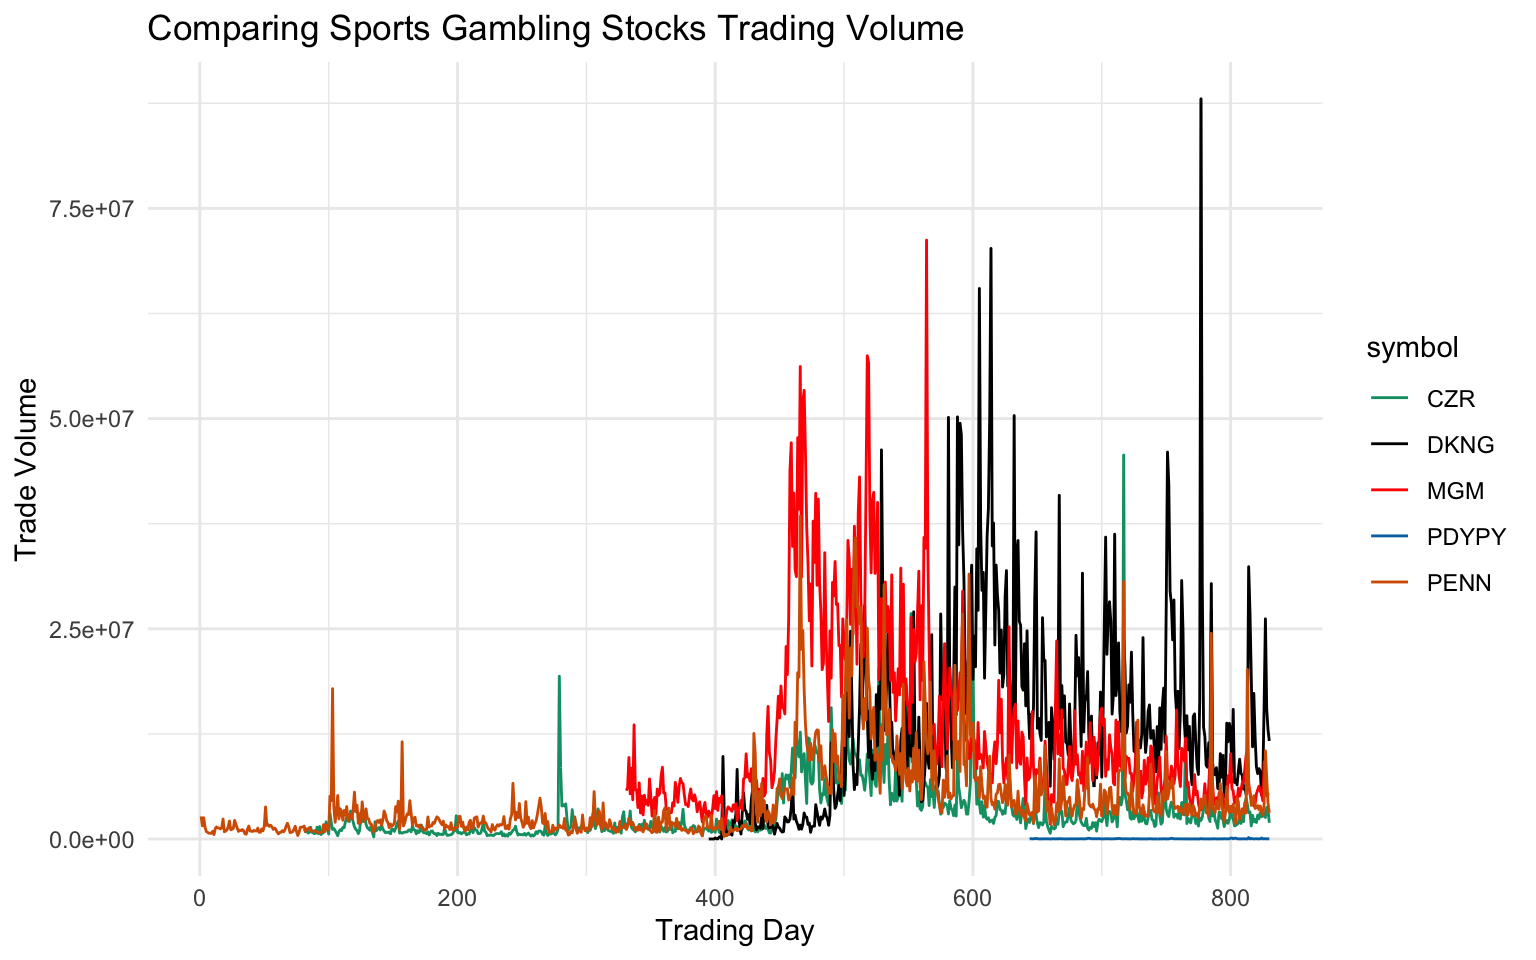 Comparing Sports Gambling Stocks Trading Volume
Trade Volume
7.5e+07
5.0e+07
2.5e+07
0.0e+00
0
200
400
600
800
Trading Day
symbol
CZR
DKNG
MGM
PDYPY
PENN